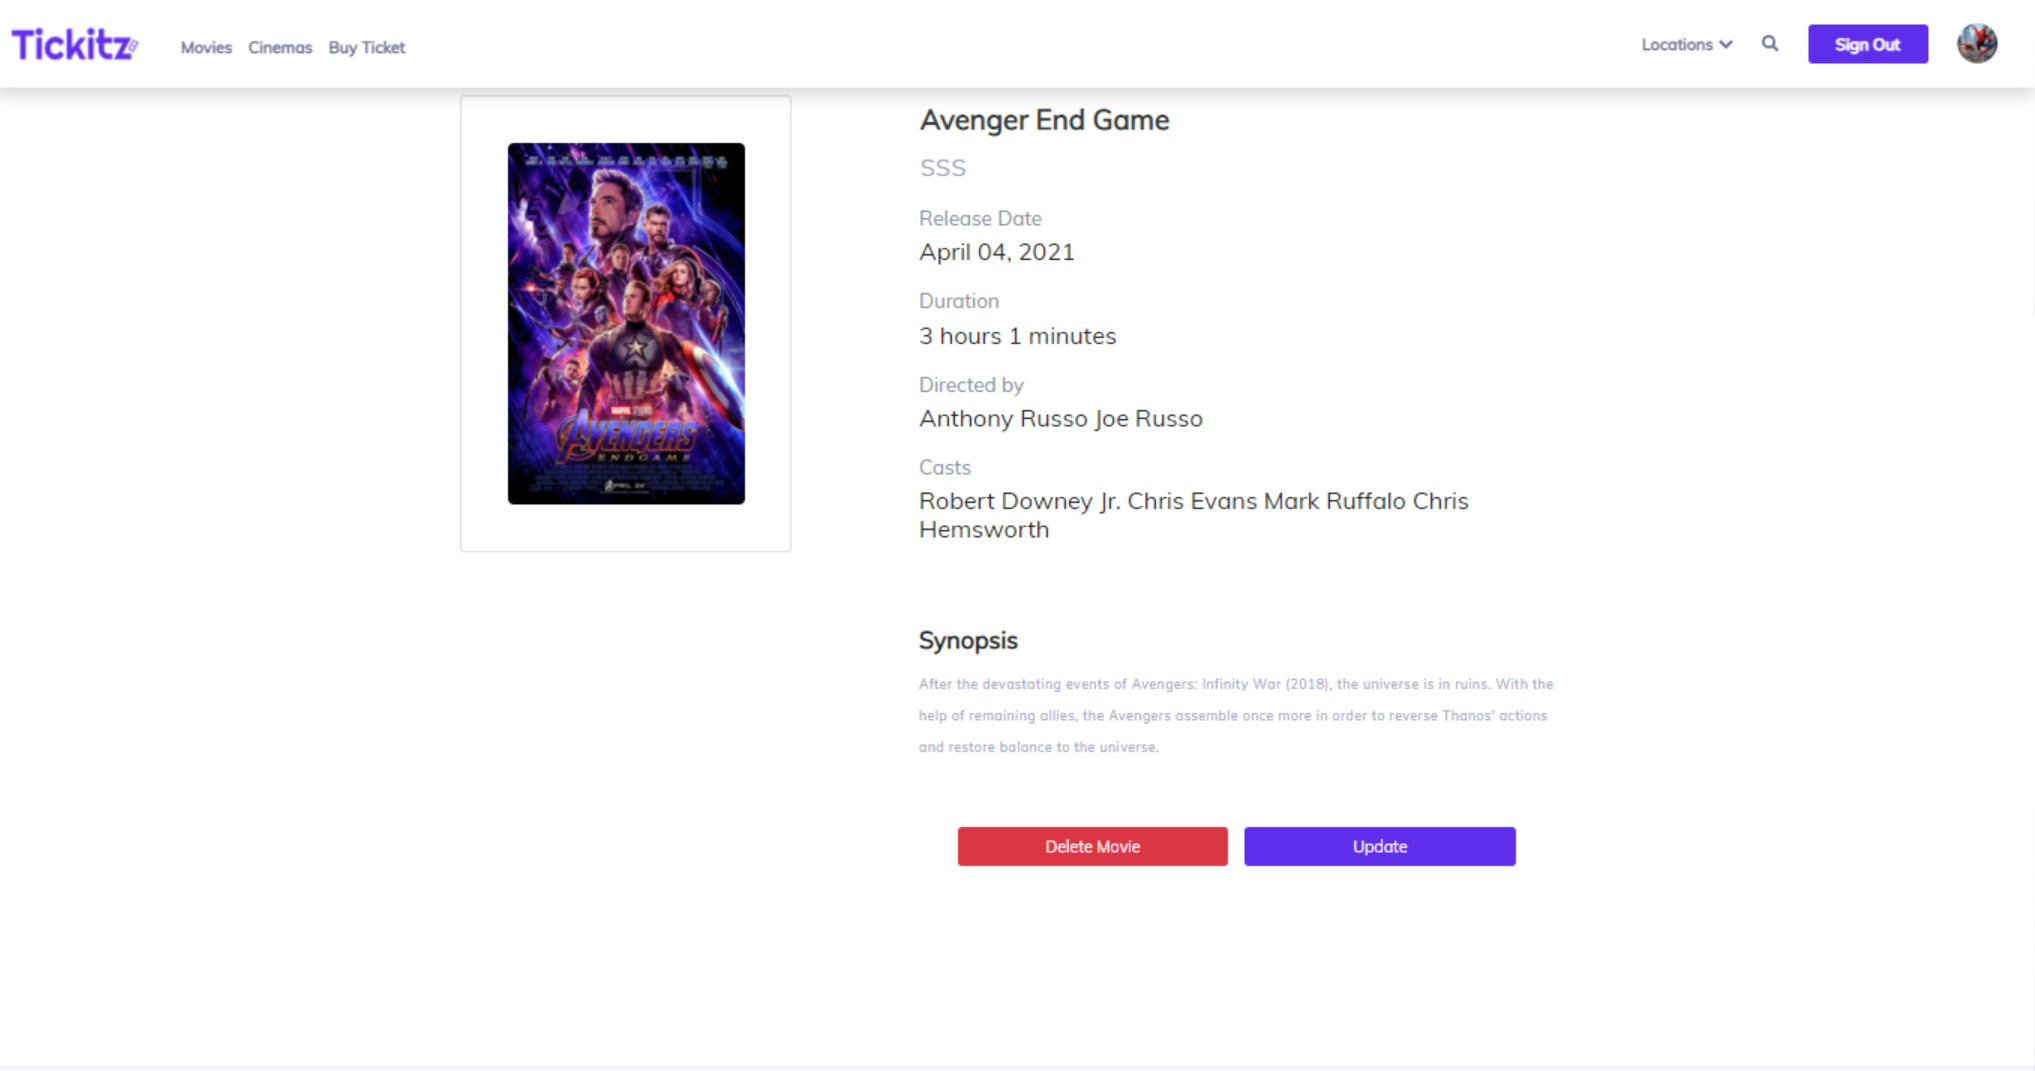 Tickitz
Movies Cinemas Buy Ticket
Locations
Sign Out
MARVEL STUDIOS
AVENGERS
ENDGAME
APRIL 26
Avenger End Game
SSS
Release Date
April 04, 2021
Duration
3 hours 1 minutes
Directed by
Anthony Russo Joe Russo
Casts
Robert Downey Jr. Chris Evans Mark Ruffalo Chris
Hemsworth
Synopsis
After the devastating events of Avengers: Infinity War (2018), the universe is in ruins. With the
help of remaining allies, the Avengers assemble once more in order to reverse Thanos' actions
and restore balance to the universe.
Delete Movie
Update